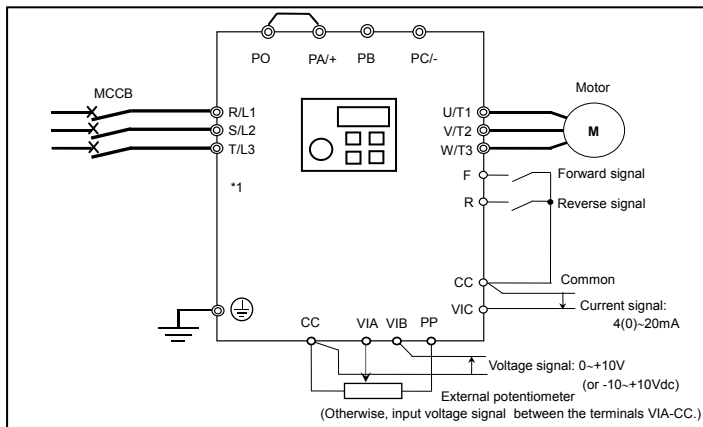 PO PA/+ PB PC/-
MCCB
Motor
R/L1
U/T1
S/L2
V/T2
M
T/L3
W/T3
F
Forward signal
*1
R
Reverse signal
CC
Common
VIC
Current signal:
4(0)~20mA
CC VIA VIB PP
Voltage signal: 0~+10V
(or -10~+10Vdc)
External potentiometer
(Otherwise, input voltage signal between the terminals VIA-CC.)